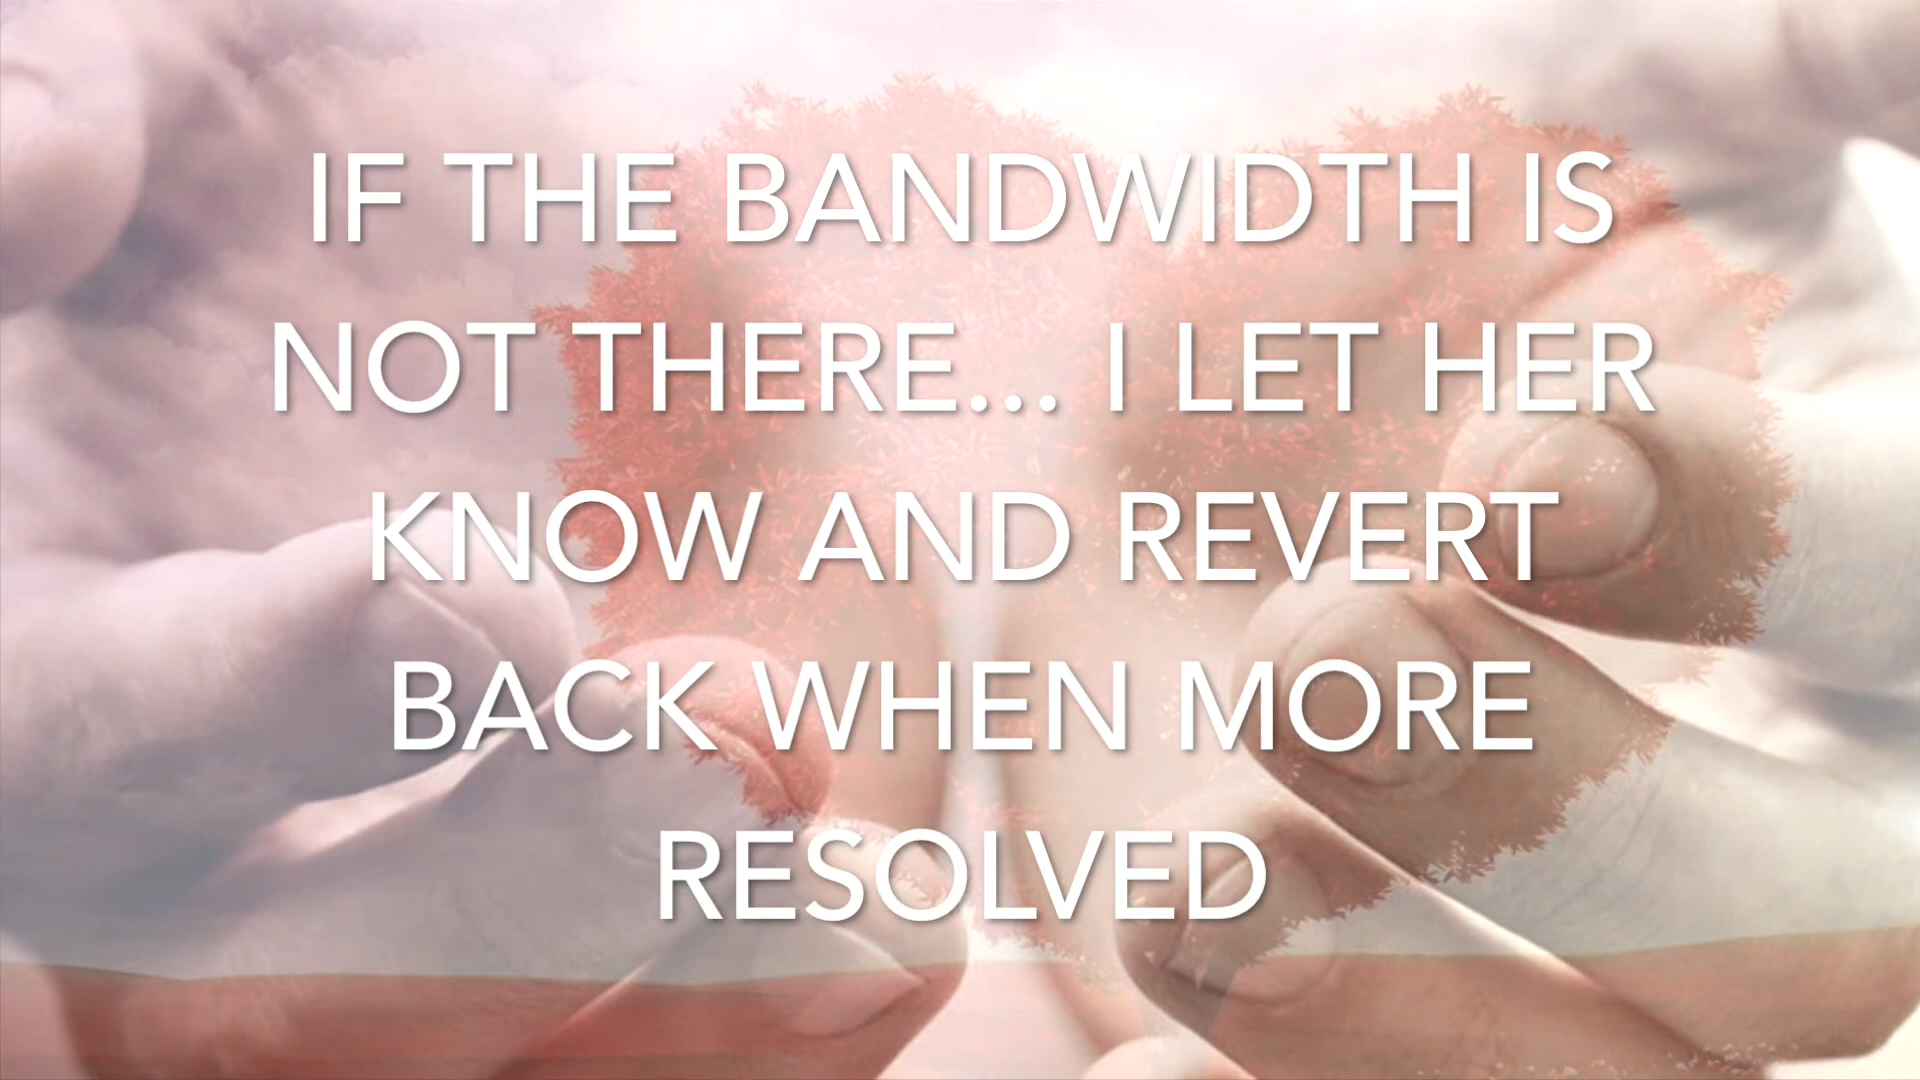 IF THE BANDWIDTH IS
NOT THERE... I LET HER
KNOW AND REVERT
BACK WHEN MORE
RESOLVED